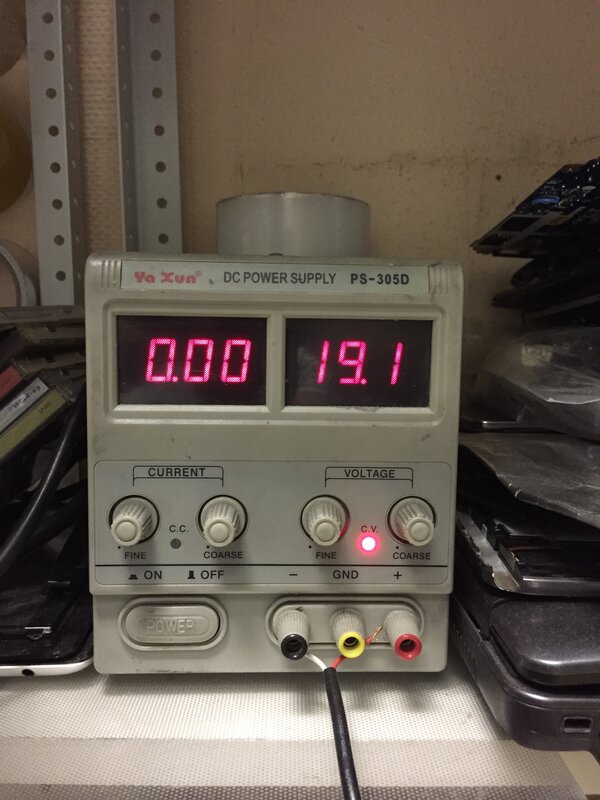 Ya Xun® DC POWER SUPPLY PS-305D
0.00 19.1
CURRENT VOLTAGE
C.C. C.V.
FINE COARSE FINE COARSE
ON OFF - GND +
POWER